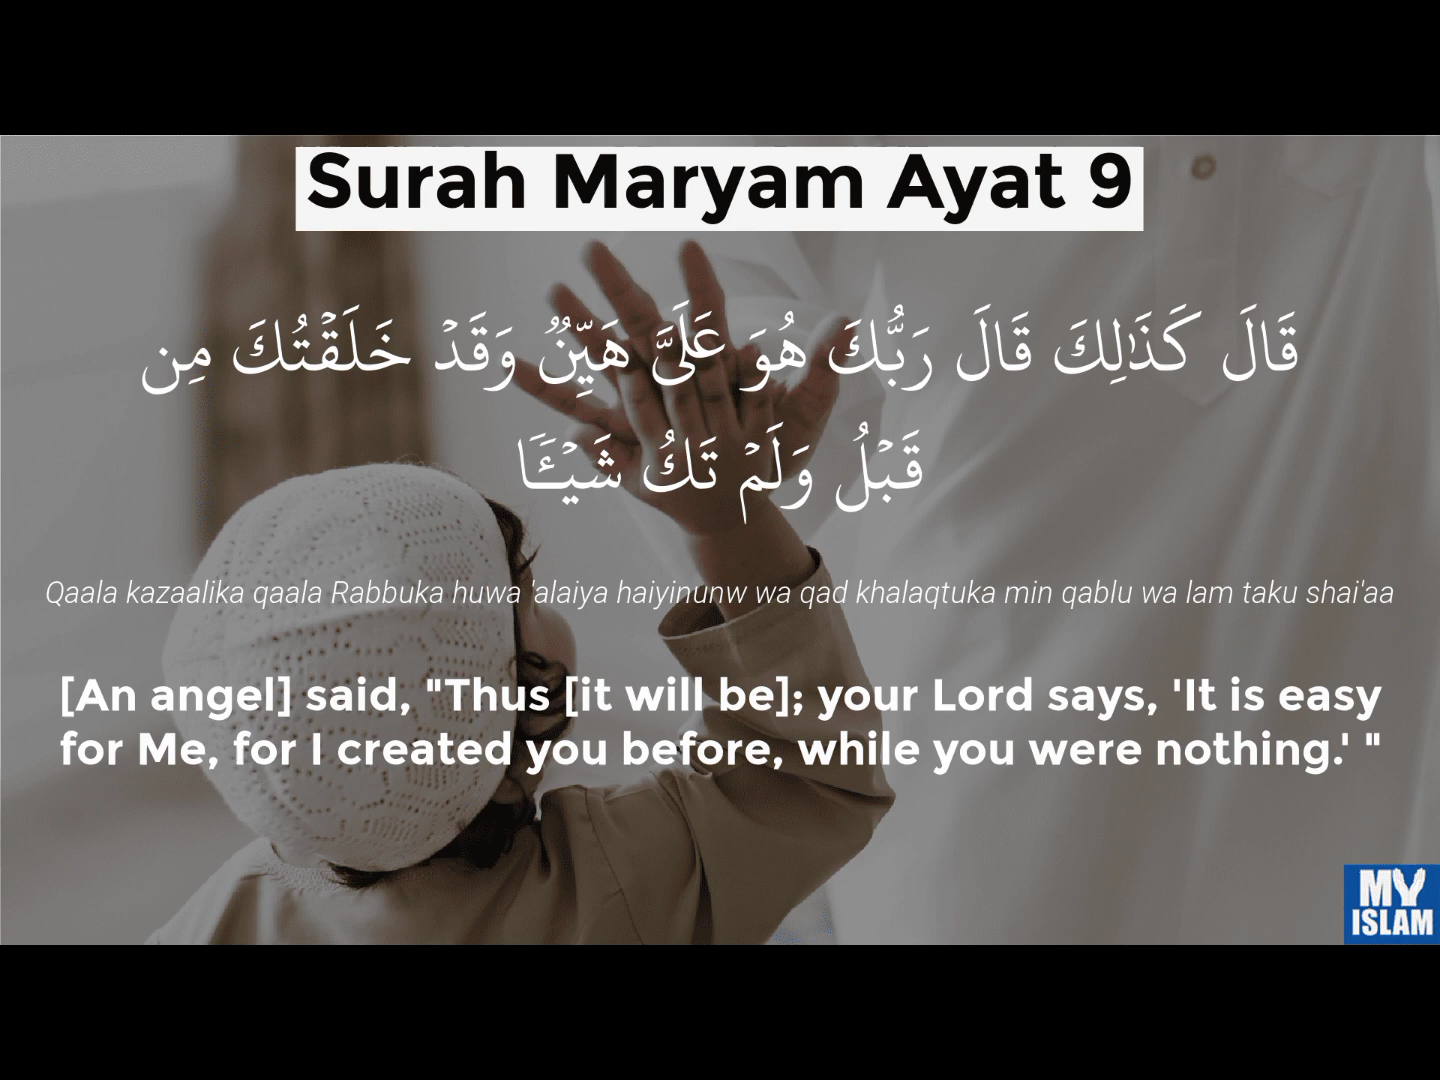 Surah Maryam Ayat 9
قَالَ كَذَٰلِكَ قَالَ رَبُّكَ هُوَ عَلَىَّ هَيِّنٌۭ وَقَدْ خَلَقْتُكَ مِن
قَبْلُ وَلَمْ تَكُ شَيْـًۭٔا
Qaala kazaalika qaala Rabbuka huwa 'alaiya haiyinunw wa qad khalaqtuka min qablu wa lam taku shai'aa
[An angel] said, "Thus [it will be]; your Lord says, 'It is easy
for Me, for I created you before, while you were nothing.' "
MY
ISLAM